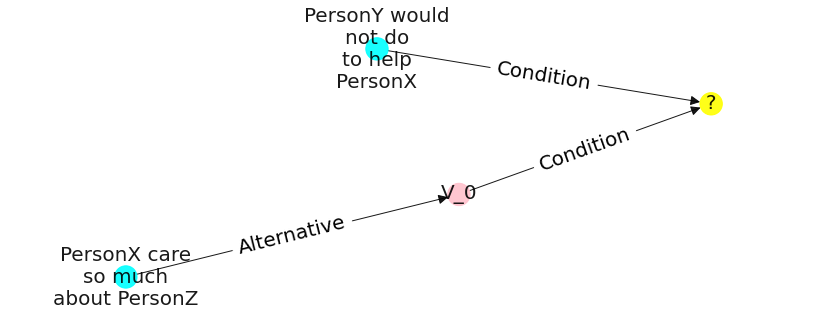 PersonY would
not do
to help
PersonX
Condition
?
Condition
V_0
Alternative
PersonX care
so much
about PersonZ